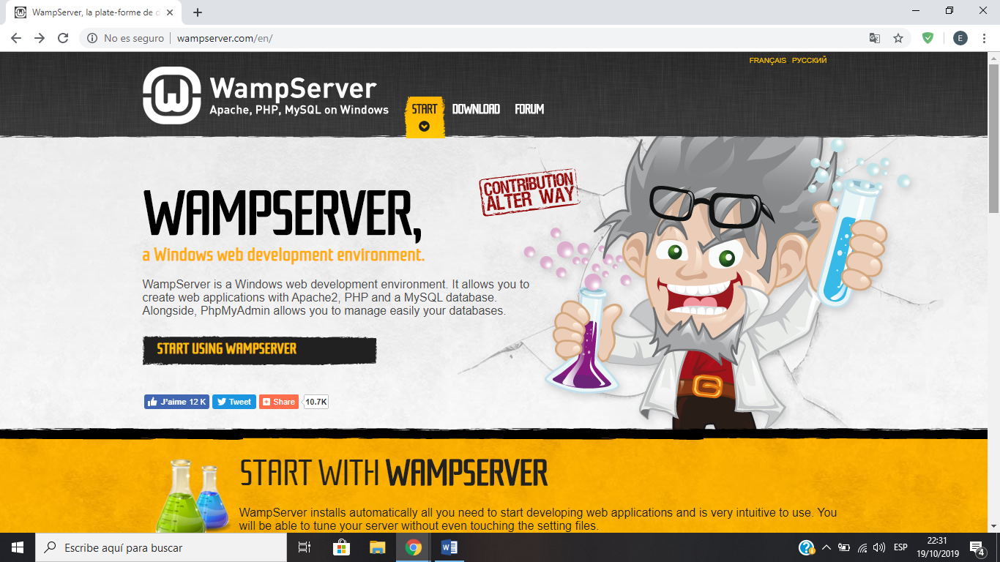 WampServer, la plate-forme de d
No es seguro
wampserver.com/en/
E
FRANÇAIS РУССКИЙ
WampServer
Apache, PHP, MySQL on Windows
START
DOWNLOAD
FORUM
CONTRIBUTION
ALTER WAY
WAMPSERVER,
a Windows web development environment.
WampServer is a Windows web development environment. It allows you to
create web applications with Apache2, PHP and a MySQL database.
Alongside, PhpMyAdmin allows you to manage easily your databases.
START USING WAMPSERVER
J'aime 12 K
Tweet
Share
10.7K
START WITH WAMPSERVER
WampServer installs automatically all you need to start developing web applications and is very intuitive to use. You
will be able to tune your server without even touching the setting files.
Escribe aquí para buscar
ESP
22:31
19/10/2019
4